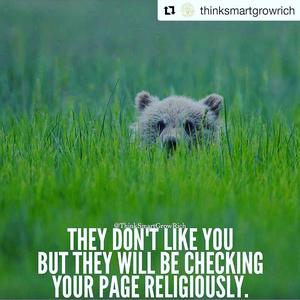 thinksmartgrowrich
@ThinkSmartGrowRich
THEY DON'T LIKE YOU
BUT THEY WILL BE CHECKING
YOUR PAGE RELIGIOUSLY.